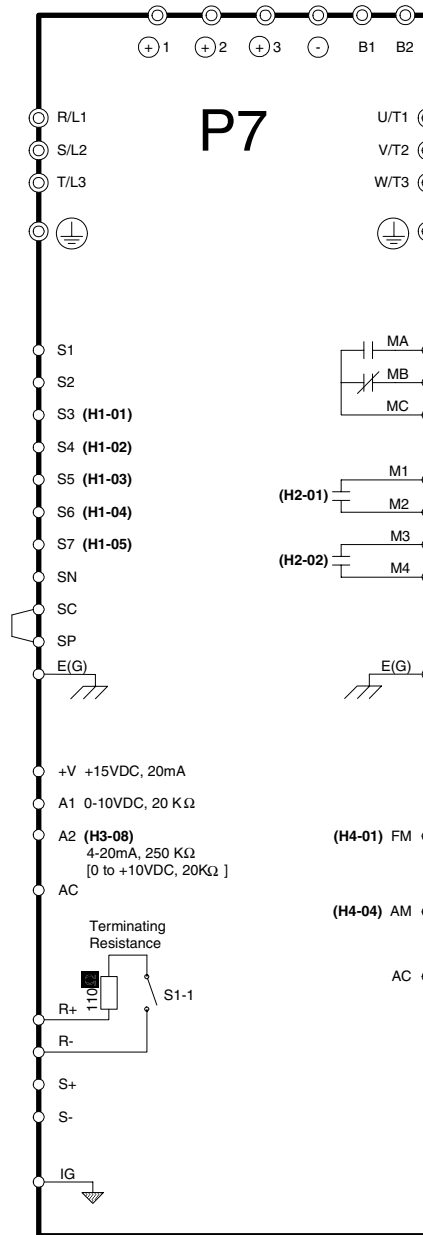 + 1 + 2 + 3 - B1 B2
P7
R/L1 U/T1
S/L2 V/T2
T/L3 W/T3
S1 MA
S2 MB
S3 (H1-01) MC
S4 (H1-02)
S5 (H1-03) M1
(H2-01)
S6 (H1-04) M2
S7 (H1-05) M3
(H2-02)
SN M4
SC
SP
E(G) E(G)
+V +15VDC, 20mA
A1 0-10VDC, 20 KΩ
A2 (H3-08) (H4-01) FM
4-20mA, 250 KΩ
[0 to +10VDC, 20KΩ ]
AC
(H4-04) AM
Terminating
Resistance
AC
110
S1-1
R+
R-
S+
S-
IG